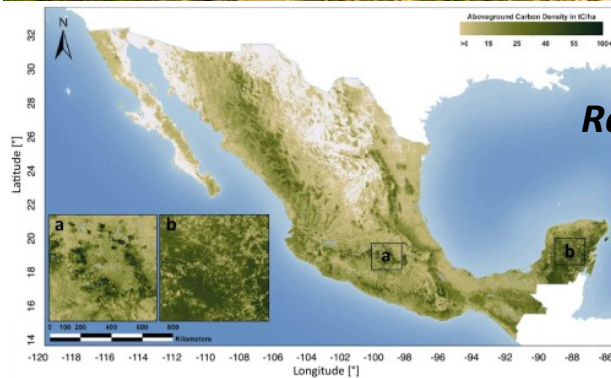 Aboveground Carbon Density in tC/ha
>0 15 25 40 55 100+
N
Re
Latitude [°]
32
30
28
26
24
22
20
18
16
14
a
b
a
b
0 100 200 400 600 800
Kilometers
-120 -118 -116 -114 -112 -110 -108 -106 -104 -102 -100 -98 -96 -94 -92 -90 -88 -86
Longitude [°]